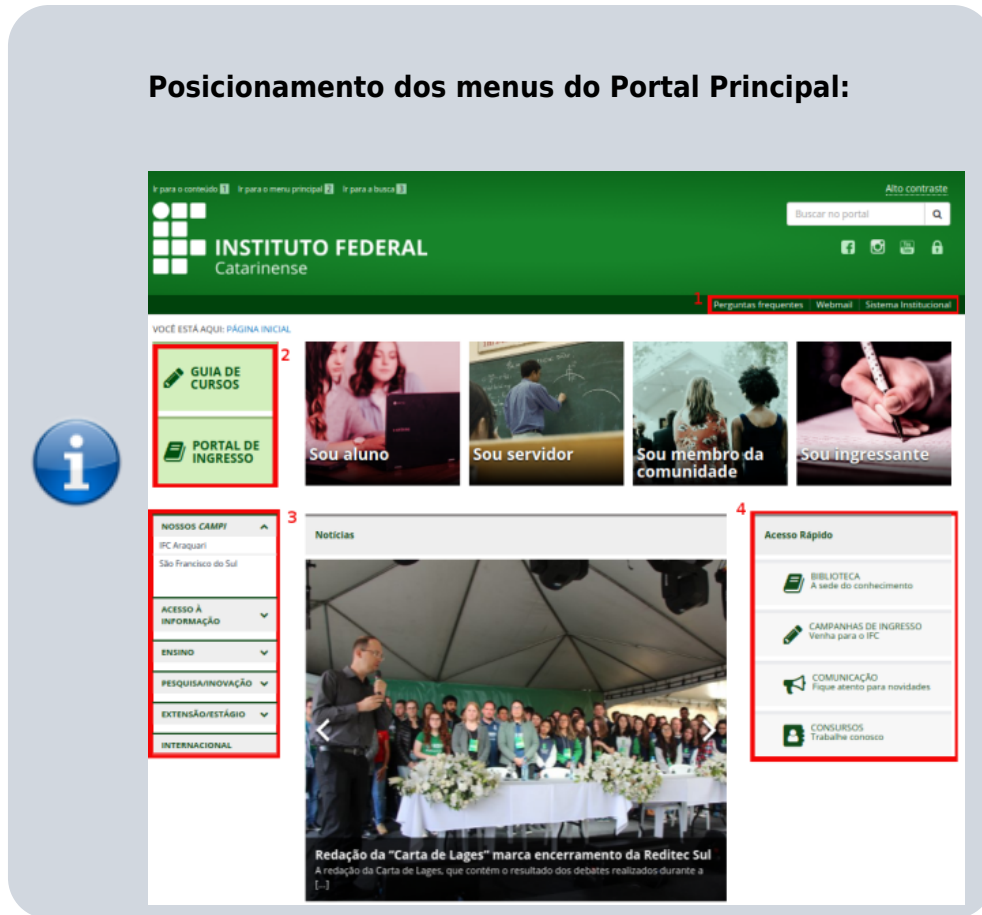 Posicionamento dos menus do Portal Principal:
Ir para o conteúdo 1 Ir para o menu principal 2 Ir para a busca 3
Alto contraste
Buscar no portal
INSTITUTO FEDERAL
Catarinense
1
Perguntas frequentes Webmail Sistema Institucional
VOCÊ ESTÁ AQUI: PÁGINA INICIAL
2
GUIA DE
CURSOS
PORTAL DE
INGRESSO
Sou aluno
Sou servidor
Sou membro da
comunidade
Sou ingressante
3
NOSSOS CAMPI
IFC Araquari
São Francisco do Sul
ACESSO À
INFORMAÇÃO
ENSINO
PESQUISA/INOVAÇÃO
EXTENSÃO/ESTÁGIO
INTERNACIONAL
Notícias
Redação da “Carta de Lages” marca encerramento da Reditec Sul
A redação da Carta de Lages, que contém o resultado dos debates realizados durante a
[...]
4
Acesso Rápido
BIBLIOTECA
A sede do conhecimento
CAMPANHAS DE INGRESSO
Venha para o IFC
COMUNICAÇÃO
Fique atento para novidades
CONSURSOS
Trabalhe conosco